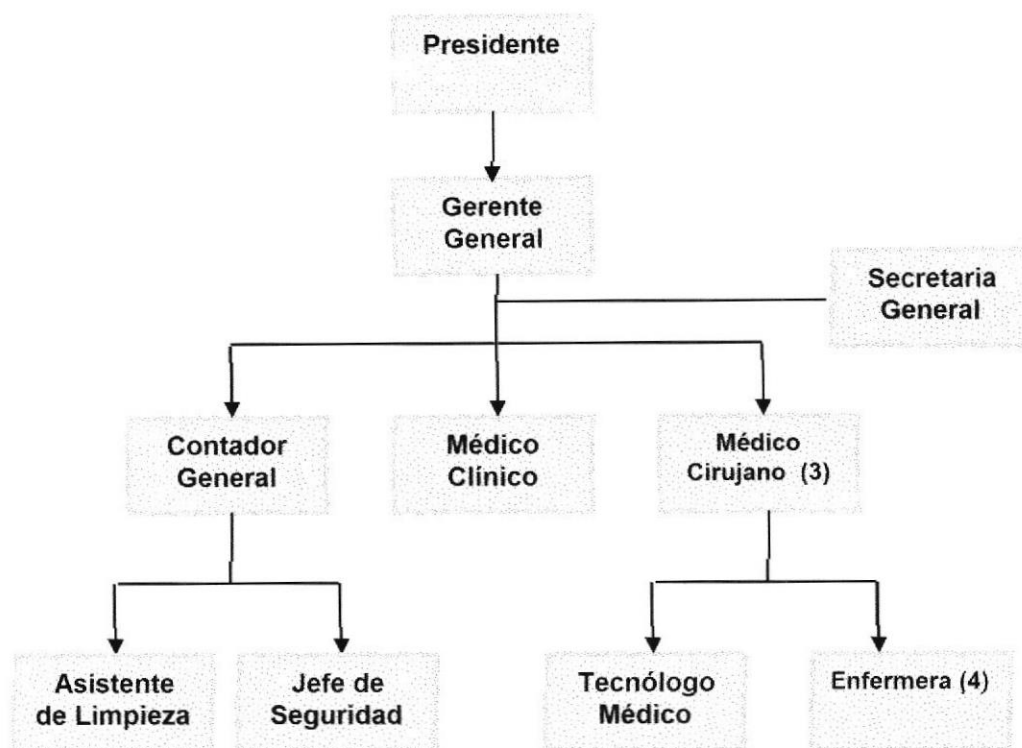 Presidente
Gerente
General
Secretaria
General
Contador
General
Médico
Clínico
Médico
Cirujano (3)
Asistente
de Limpieza
Jefe de
Seguridad
Tecnólogo
Médico
Enfermera (4)